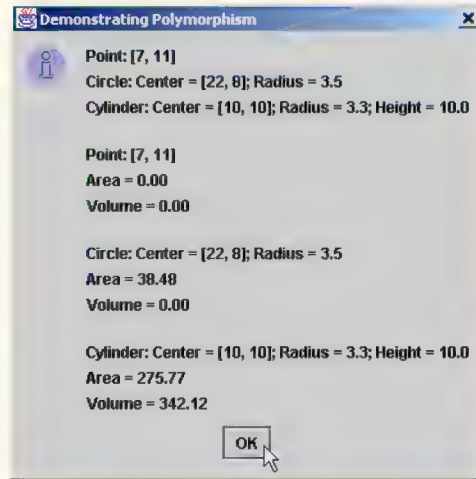 Demonstrating Polymorphism
Point: [7, 11]
Circle: Center = [22, 8]; Radius = 3.5
Cylinder: Center = [10, 10]; Radius = 3.3; Height = 10.0
Point: [7, 11]
Area = 0.00
Volume = 0.00
Circle: Center = [22, 8]; Radius = 3.5
Area = 38.48
Volume = 0.00
Cylinder: Center = [10, 10]; Radius = 3.3; Height = 10.0
Area = 275.77
Volume = 342.12
OK